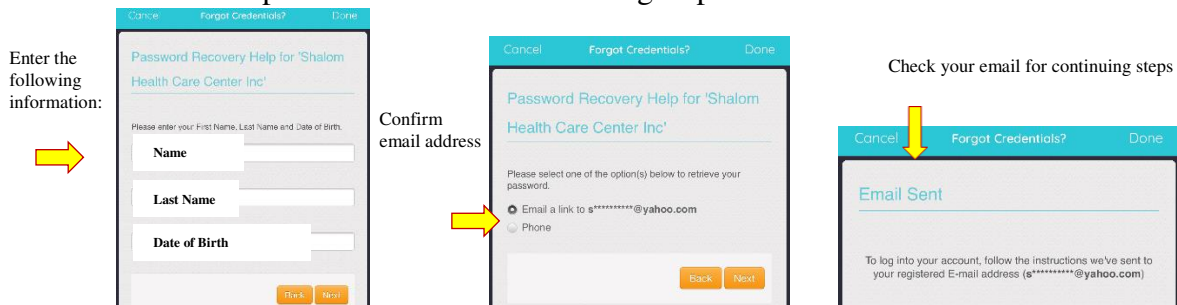 Cancel Forgot Credentials? Done
Enter the
following
information:
Password Recovery Help for 'Shalom
Health Care Center Inc'
Please enter your First Name, Last Name and Date of Birth.
Name
Last Name
Date of Birth
Back Next
Confirm
email address
Cancel Forgot Credentials? Done
Password Recovery Help for 'Shalom
Health Care Center Inc'
Please select one of the option(s) below to retrieve your
password.
Email a link to s**********@yahoo.com
Phone
Back Next
Check your email for continuing steps
Cancel Forgot Credentials? Done
Email Sent
To log into your account, follow the instructions we've sent to
your registered E-mail address (s**********@yahoo.com)